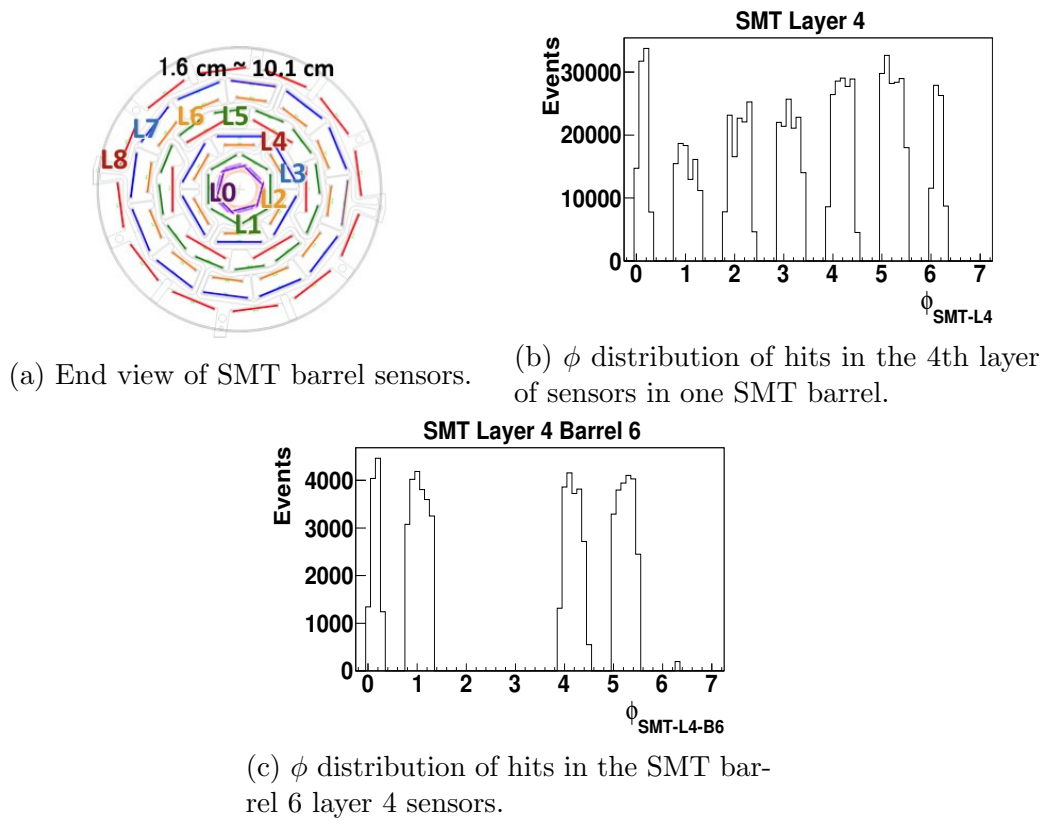 1.6 cm ~ 10.1 cm
L7
L6
L5
L4
L8
L3
L0
L2
L1
(a) End view of SMT barrel sensors.
SMT Layer 4
Events
30000
20000
10000
0
0 1 2 3 4 5 6 7
ϕSMT-L4
(b) ϕ distribution of hits in the 4th layer
of sensors in one SMT barrel.
SMT Layer 4 Barrel 6
Events
4000
3000
2000
1000
0
0 1 2 3 4 5 6 7
ϕSMT-L4-B6
(c) ϕ distribution of hits in the SMT bar-
rel 6 layer 4 sensors.